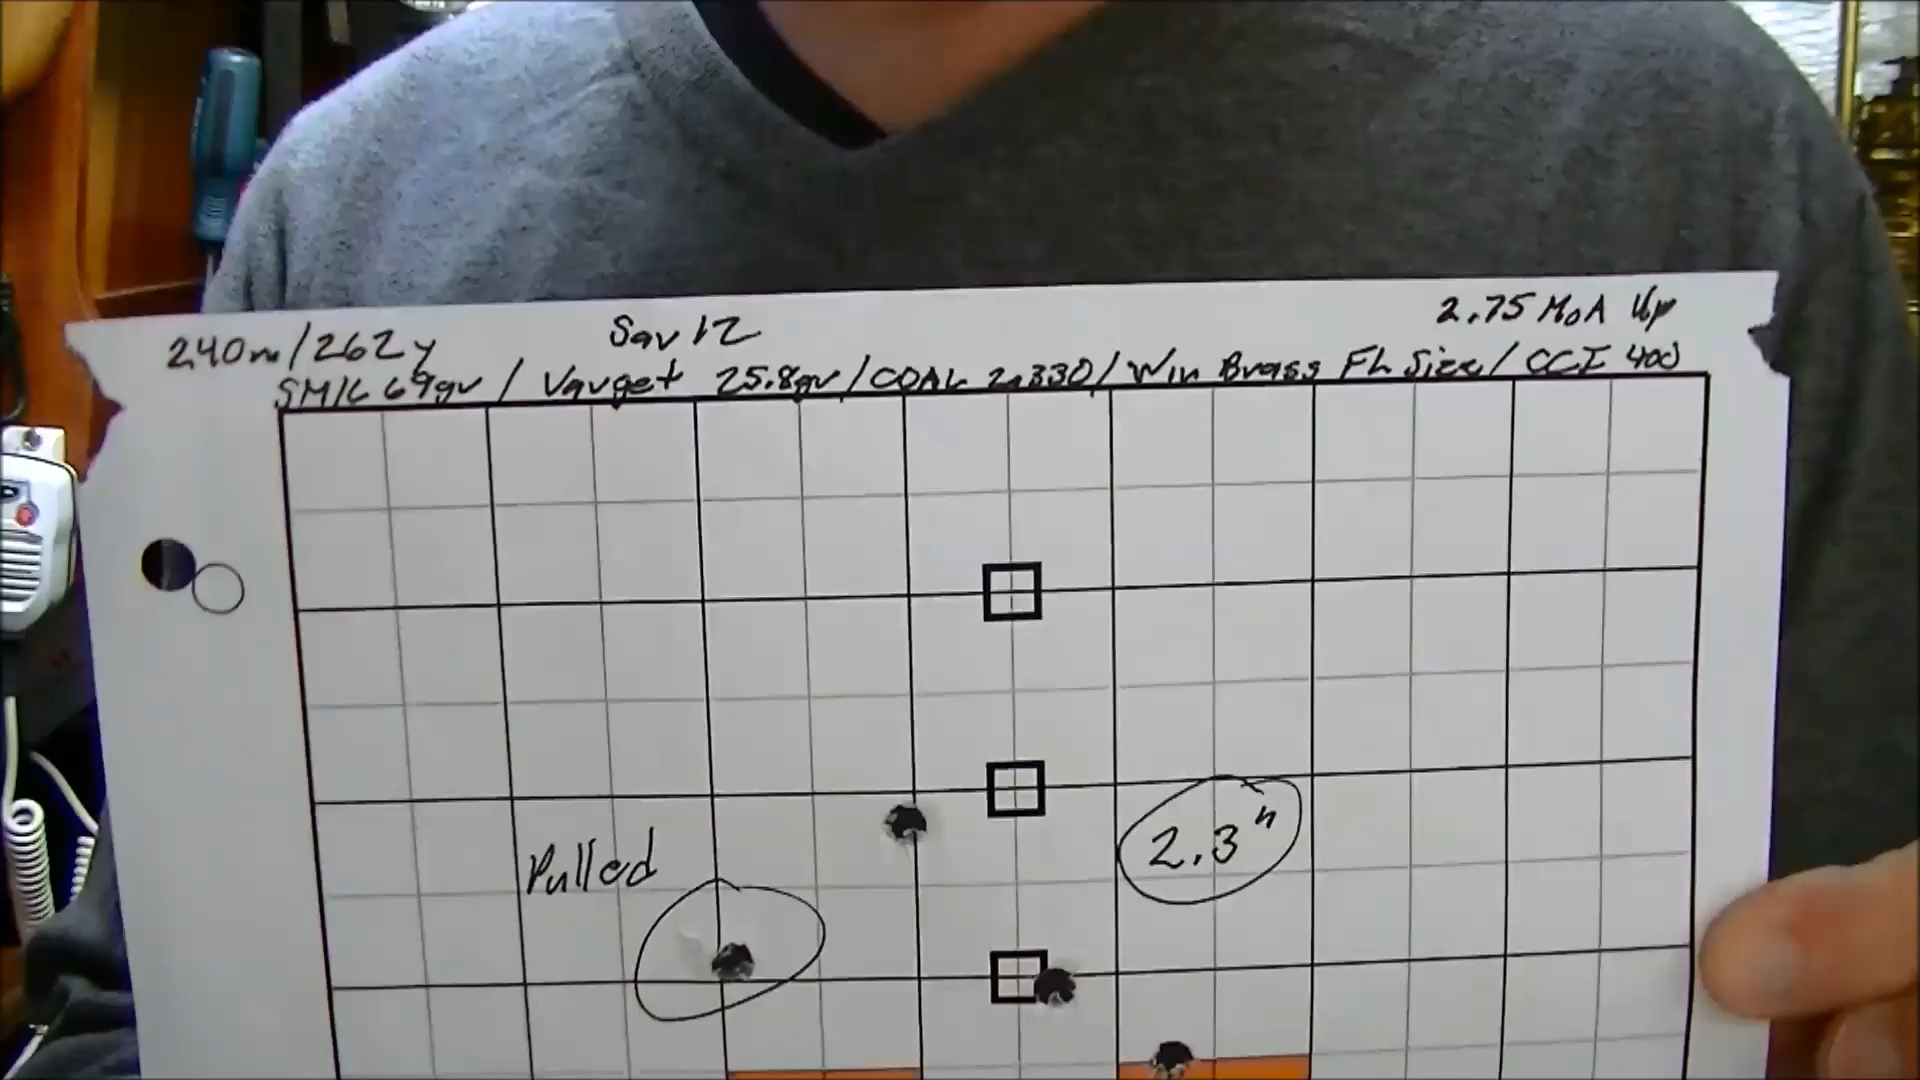 2.75 MoA Up
240m/262y Sav 12
SMK 69gr / Varget 25.8gr / COAL 2.330 / Win Brass FL Size / CCI 400
2.3"
Pulled